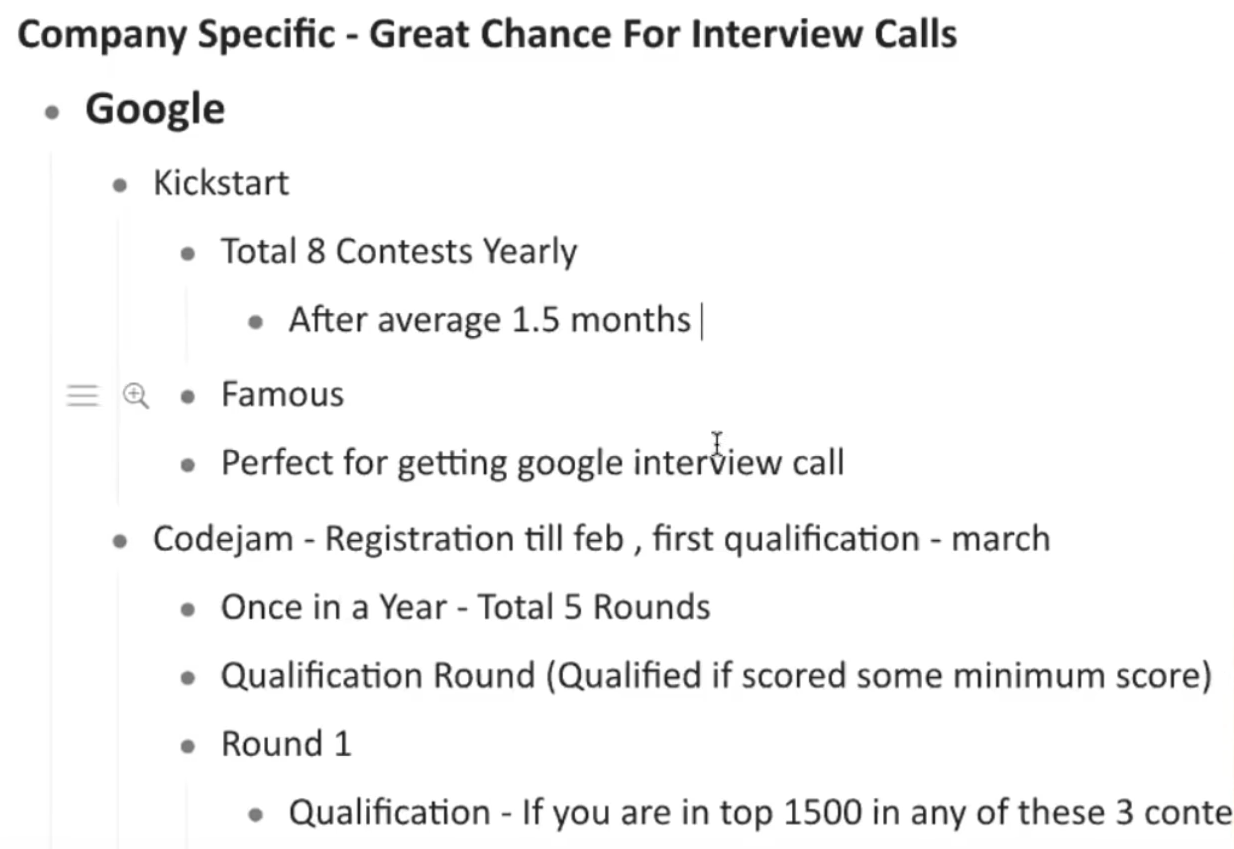 Company Specific - Great Chance For Interview Calls
Google
Kickstart
Total 8 Contests Yearly
After average 1.5 months
Famous
Perfect for getting google interview call
Codejam - Registration till feb , first qualification - march
Once in a Year - Total 5 Rounds
Qualification Round (Qualified if scored some minimum score)
Round 1
Qualification - If you are in top 1500 in any of these 3 conte